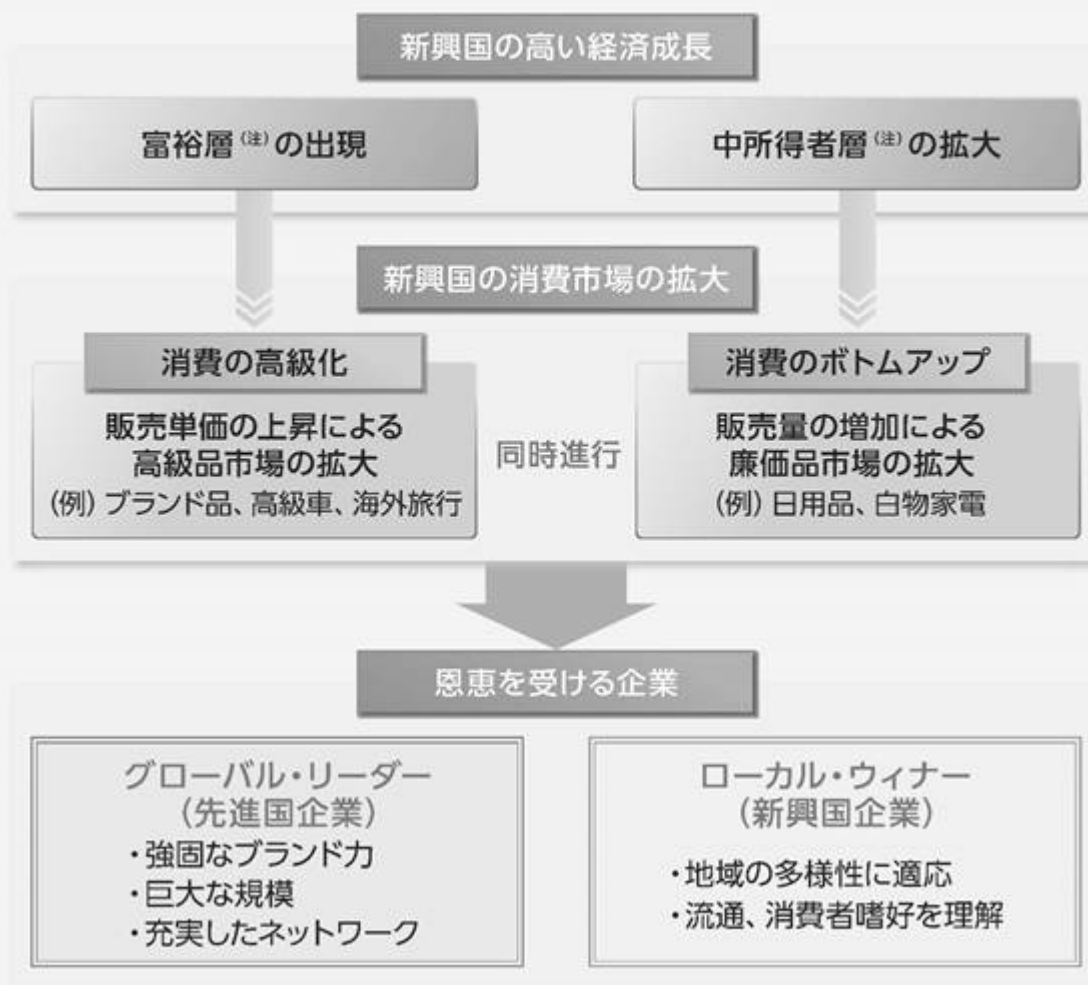 新興国の高い経済成長
富裕層(注)の出現
中所得者層(注)の拡大
新興国の消費市場の拡大
消費の高級化
販売単価の上昇による
高級品市場の拡大
(例)ブランド品、高級車、海外旅行
同時進行
消費のボトムアップ
販売量の増加による
廉価品市場の拡大
(例)日用品、白物家電
恩恵を受ける企業
グローバル・リーダー
(先進国企業)
・強固なブランド力
・巨大な規模
・充実したネットワーク
ローカル・ウィナー
(新興国企業)
・地域の多様性に適応
・流通、消費者嗜好を理解